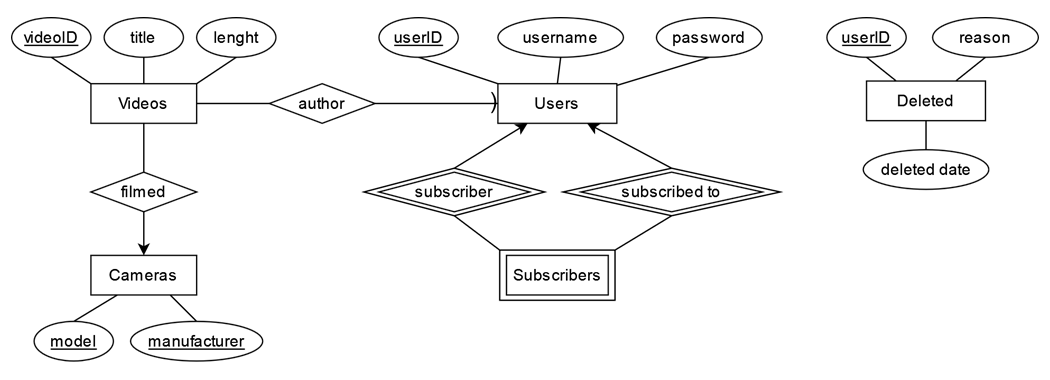 videoID
title
lenght
userID
username
password
userID
reason
Videos
author
Users
Deleted
filmed
subscriber
subscribed to
deleted date
Cameras
Subscribers
model
manufacturer